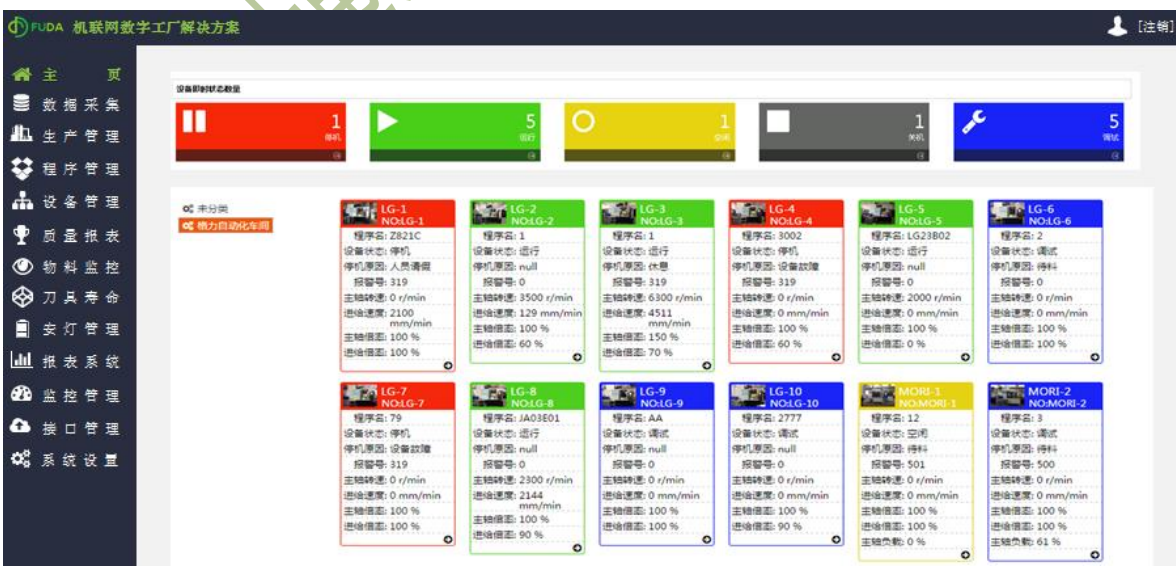 FUDA 机联网数字工厂解决方案
[注销]
主 页
数据采集
生产管理
程序管理
设备管理
质量报表
物料监控
刀具寿命
安灯管理
报表系统
监控管理
接口管理
系统设置
设备即时状态数量
1
停机
5
运行
1
空闲
1
关机
5
调试
未分类
格力自动化车间
LG-1
NO:LG-1
程序名: Z821C
设备状态: 停机
停机原因: 人员请假
报警号: 319
主轴转速: 0 r/min
进给速度: 2100
mm/min
主轴倍率: 100 %
进给倍率: 100 %
LG-2
NO:LG-2
程序名: 1
设备状态: 运行
停机原因: null
报警号: 0
主轴转速: 3500 r/min
进给速度: 129 mm/min
主轴倍率: 100 %
进给倍率: 60 %
LG-3
NO:LG-3
程序名: 1
设备状态: 运行
停机原因: 休息
报警号: 319
主轴转速: 6300 r/min
进给速度: 4511
mm/min
主轴倍率: 150 %
进给倍率: 70 %
LG-4
NO:LG-4
程序名: 3002
设备状态: 停机
停机原因: 设备故障
报警号: 319
主轴转速: 0 r/min
进给速度: 0 mm/min
主轴倍率: 100 %
进给倍率: 60 %
LG-5
NO:LG-5
程序名: LG23B02
设备状态: 运行
停机原因: null
报警号: 0
主轴转速: 2000 r/min
进给速度: 0 mm/min
主轴倍率: 100 %
进给倍率: 0 %
LG-6
NO:LG-6
程序名: 2
设备状态: 调试
停机原因: 待料
报警号: 0
主轴转速: 0 r/min
进给速度: 0 mm/min
主轴倍率: 100 %
进给倍率: 100 %
LG-7
NO:LG-7
程序名: 79
设备状态: 停机
停机原因: 设备故障
报警号: 319
主轴转速: 0 r/min
进给速度: 0 mm/min
主轴倍率: 100 %
进给倍率: 100 %
LG-8
NO:LG-8
程序名: JA03E01
设备状态: 运行
停机原因: null
报警号: 0
主轴转速: 2300 r/min
进给速度: 2144
mm/min
主轴倍率: 100 %
进给倍率: 90 %
LG-9
NO:LG-9
程序名: AA
设备状态: 调试
停机原因: null
报警号: 0
主轴转速: 0 r/min
进给速度: 0 mm/min
主轴倍率: 100 %
进给倍率: 100 %
LG-10
NO:LG-10
程序名: 2777
设备状态: 调试
停机原因: null
报警号: 0
主轴转速: 0 r/min
进给速度: 0 mm/min
主轴倍率: 100 %
进给倍率: 90 %
MORI-1
NO:MORI-1
程序名: 12
设备状态: 空闲
停机原因: 待料
报警号: 501
主轴转速: 0 r/min
进给速度: 0 mm/min
主轴倍率: 100 %
进给倍率: 100 %
主轴负载: 0 %
MORI-2
NO:MORI-2
程序名: 3
设备状态: 调试
停机原因: 待料
报警号: 500
主轴转速: 0 r/min
进给速度: 0 mm/min
主轴倍率: 100 %
进给倍率: 100 %
主轴负载: 61 %